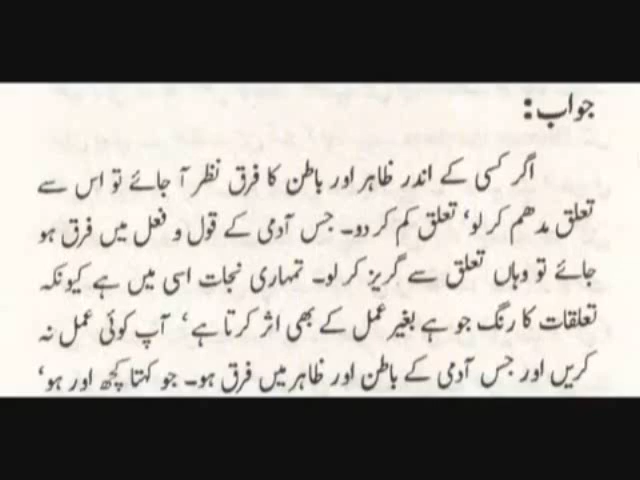 جواب:
اگر کسی کے اندر ظاہر اور باطن کا فرق نظر آ جائے تو اس سے
تعلق مدھم کر لو، تعلق کم کر دو۔ جس آدمی کے قول و فعل میں فرق ہو
جائے تو وہاں تعلق سے گریز کر لو۔ تمہاری نجات اسی میں ہے کیونکہ
تعلقات کا رنگ جو ہے بغیر عمل کے بھی اثر کرتا ہے، آپ کوئی عمل نہ
کریں اور جس آدمی کے باطن اور ظاہر میں فرق ہو۔ جو کہتا کچھ اور ہو،